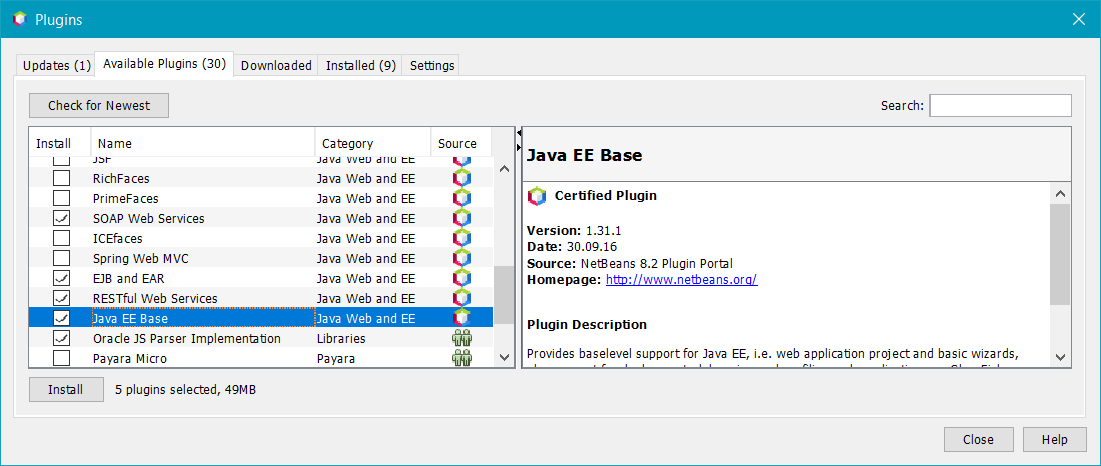 Plugins
Updates (1) Available Plugins (30) Downloaded Installed (9) Settings
Check for Newest Search:
Install Name Category Source
JSF Java Web and EE
RichFaces Java Web and EE
PrimeFaces Java Web and EE
SOAP Web Services Java Web and EE
ICEfaces Java Web and EE
Spring Web MVC Java Web and EE
EJB and EAR Java Web and EE
RESTful Web Services Java Web and EE
Java EE Base Java Web and EE
Oracle JS Parser Implementation Libraries
Payara Micro Payara
Java EE Base
Certified Plugin
Version: 1.31.1
Date: 30.09.16
Source: NetBeans 8.2 Plugin Portal
Homepage: http://www.netbeans.org/
Plugin Description
Provides baselevel support for Java EE, i.e. web application project and basic wizards,
Install 5 plugins selected, 49MB
Close Help